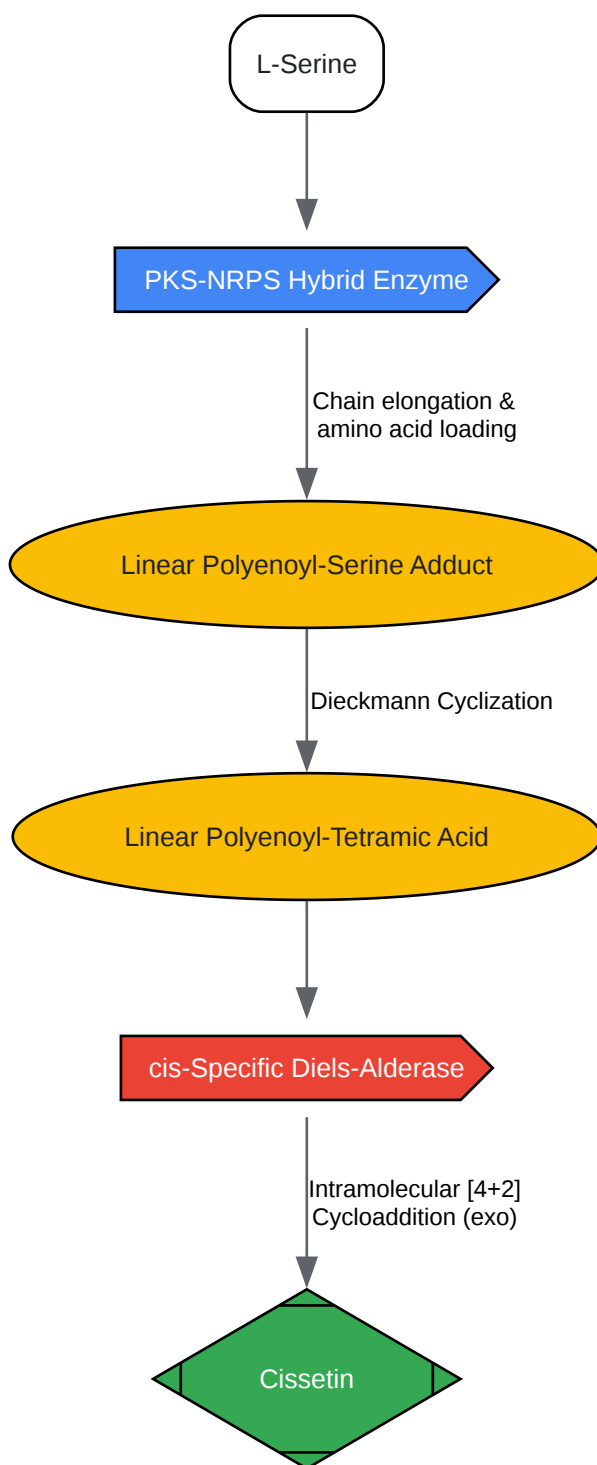 L-Serine
PKS-NRPS Hybrid Enzyme
Chain elongation &
amino acid loading
Linear Polyenoyl-Serine Adduct
Dieckmann Cyclization
Linear Polyenoyl-Tetramic Acid
cis-Specific Diels-Alderase
Intramolecular [4+2]
Cycloaddition (exo)
Cissetin